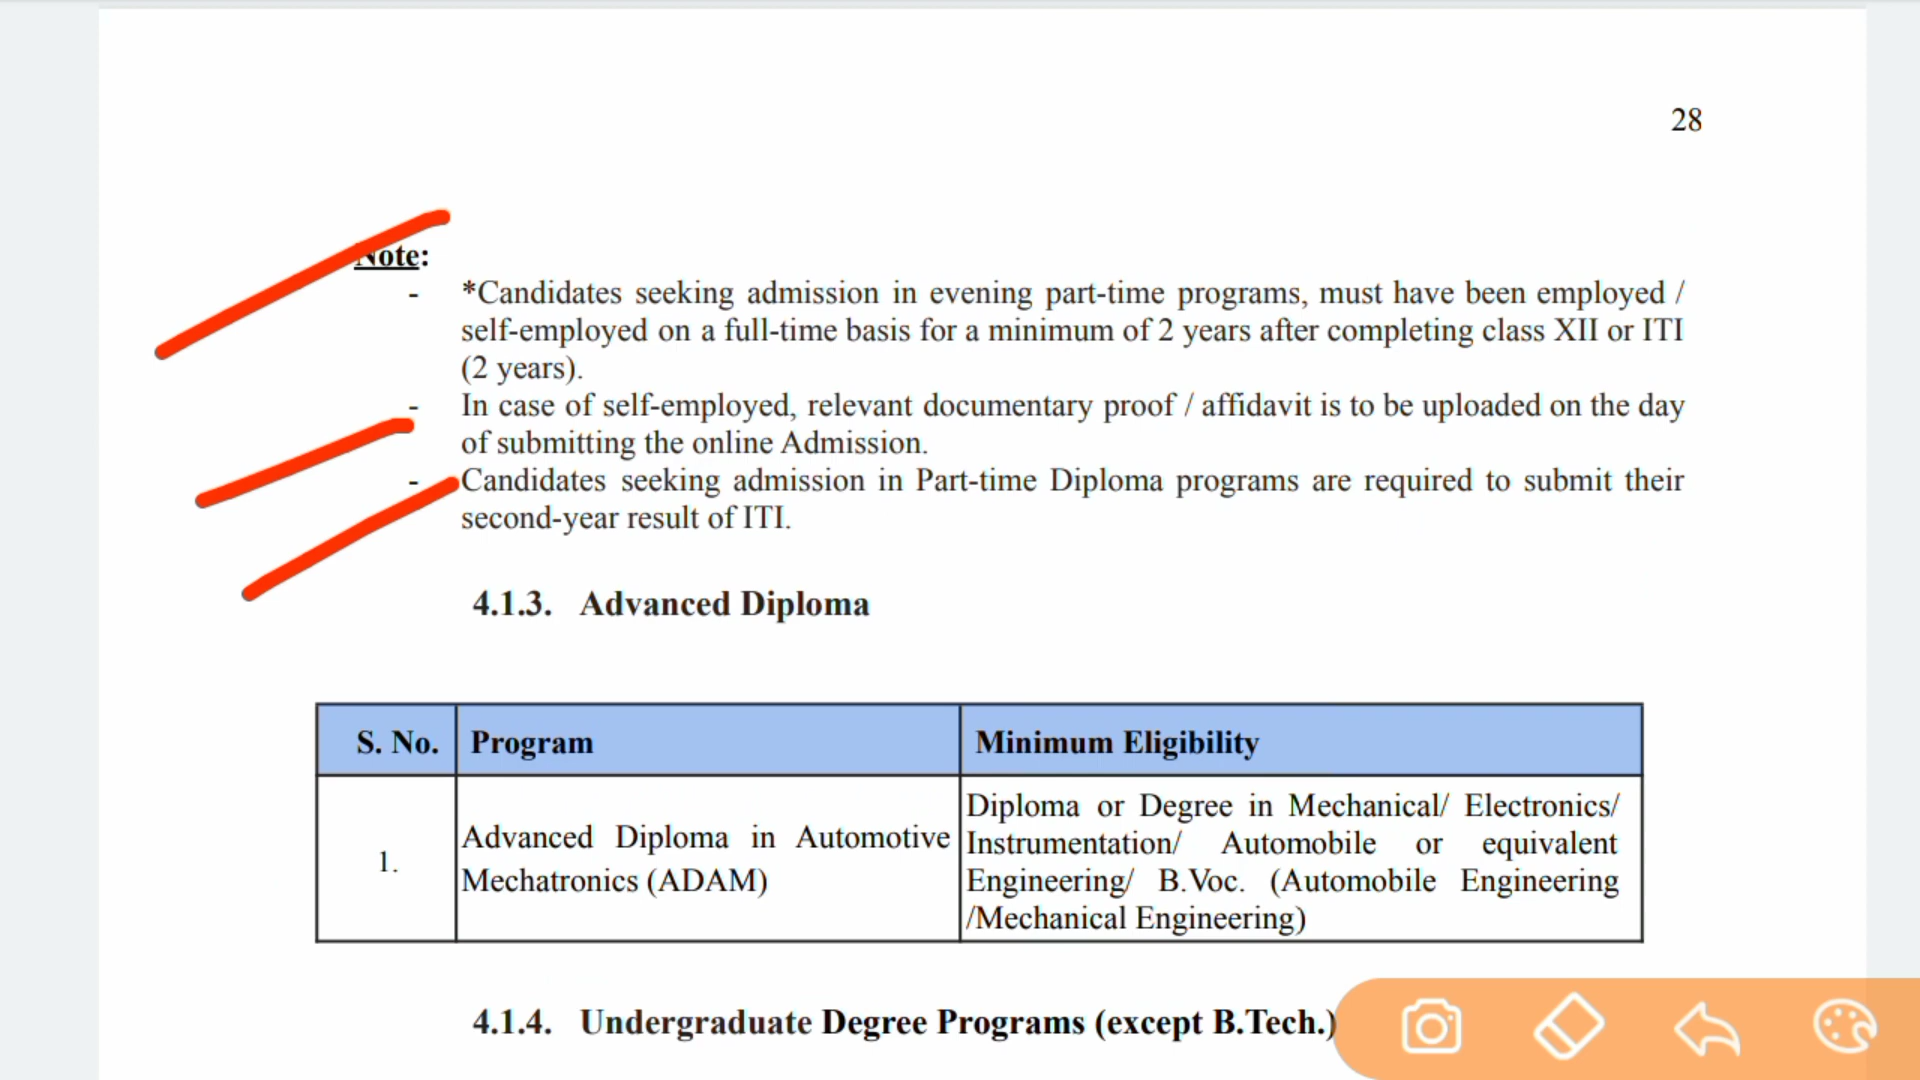 28
Note:
- *Candidates seeking admission in evening part-time programs, must have been employed /
self-employed on a full-time basis for a minimum of 2 years after completing class XII or ITI
(2 years).
- In case of self-employed, relevant documentary proof / affidavit is to be uploaded on the day
of submitting the online Admission.
- Candidates seeking admission in Part-time Diploma programs are required to submit their
second-year result of ITI.
4.1.3. Advanced Diploma
S. No. Program Minimum Eligibility
1. Advanced Diploma in Automotive
Mechatronics (ADAM)
Diploma or Degree in Mechanical/ Electronics/
Instrumentation/ Automobile or equivalent
Engineering/ B.Voc. (Automobile Engineering
/Mechanical Engineering)
4.1.4. Undergraduate Degree Programs (except B.Tech.)